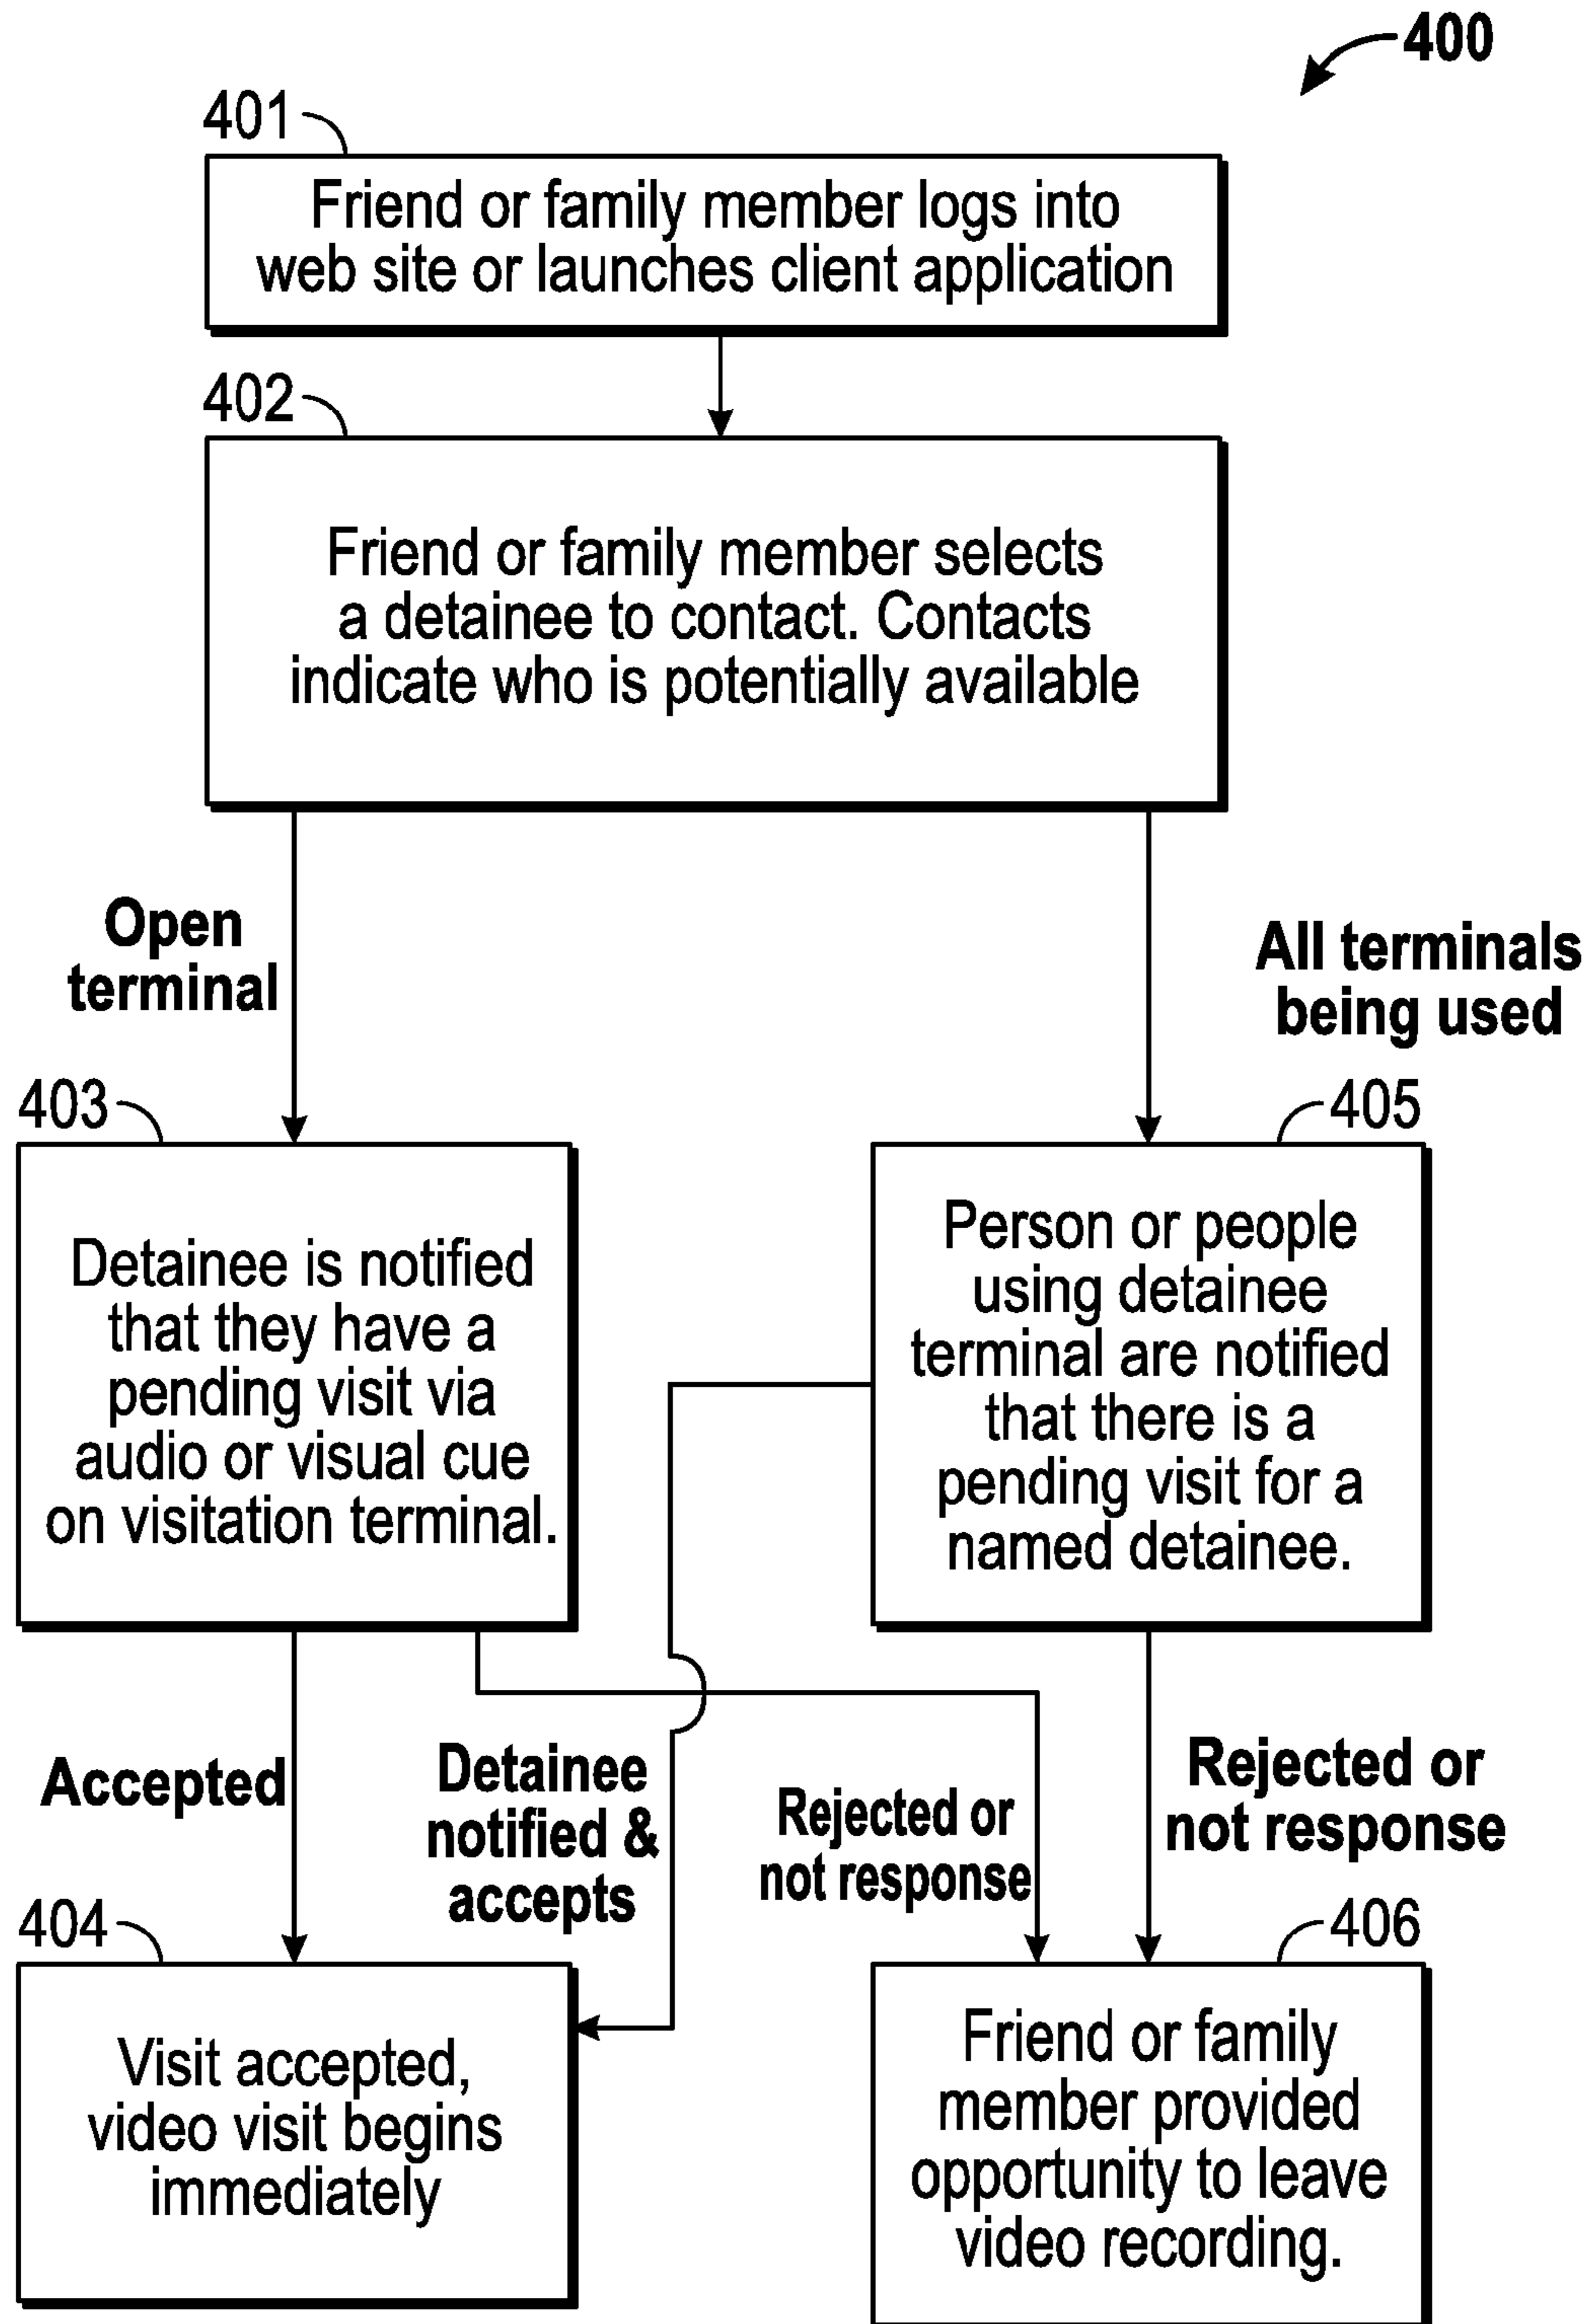 400
401
Friend or family member logs into
web site or launches client application
402
Friend or family member selects
a detainee to contact. Contacts
indicate who is potentially available
Open
terminal
All terminals
being used
403
Detainee is notified
that they have a
pending visit via
audio or visual cue
on visitation terminal.
405
Person or people
using detainee
terminal are notified
that there is a
pending visit for a
named detainee.
Accepted
Detainee
notified &
accepts
Rejected or
not response
Rejected or
not response
404
Visit accepted,
video visit begins
immediately
406
Friend or family
member provided
opportunity to leave
video recording.